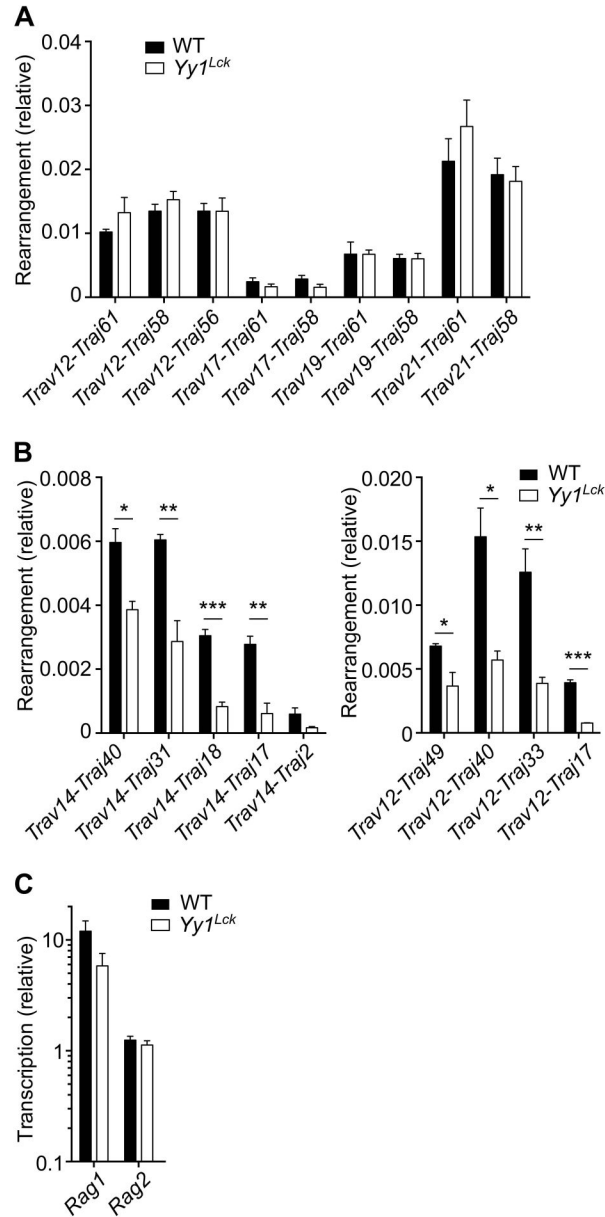 A
WT
Yy1Lck
Rearrangement (relative)
0.04
0.03
0.02
0.01
0
Trav12-Traj61
Trav12-Traj58
Trav12-Traj56
Trav17-Traj61
Trav17-Traj58
Trav19-Traj61
Trav19-Traj58
Trav21-Traj61
Trav21-Traj58
B
Rearrangement (relative)
0.008
0.006
0.004
0.002
0
*
**
***
**
Trav14-Traj40
Trav14-Traj31
Trav14-Traj18
Trav14-Traj17
Trav14-Traj2
WT
Yy1Lck
Rearrangement (relative)
0.020
0.015
0.010
0.005
0
*
*
**
***
Trav12-Traj49
Trav12-Traj40
Trav12-Traj33
Trav12-Traj17
C
WT
Yy1Lck
Transcription (relative)
10
1
0.1
Rag1
Rag2